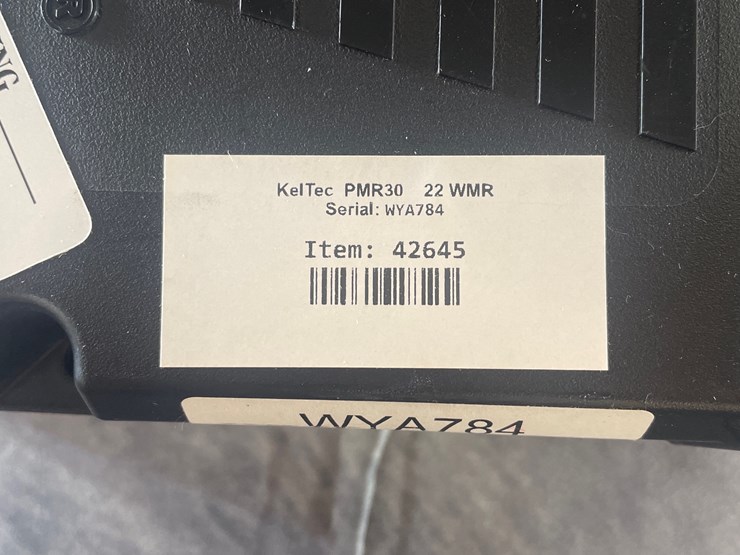 KelTec PMR30 22 WMR
Serial: WYA784
Item: 42645
WYA784